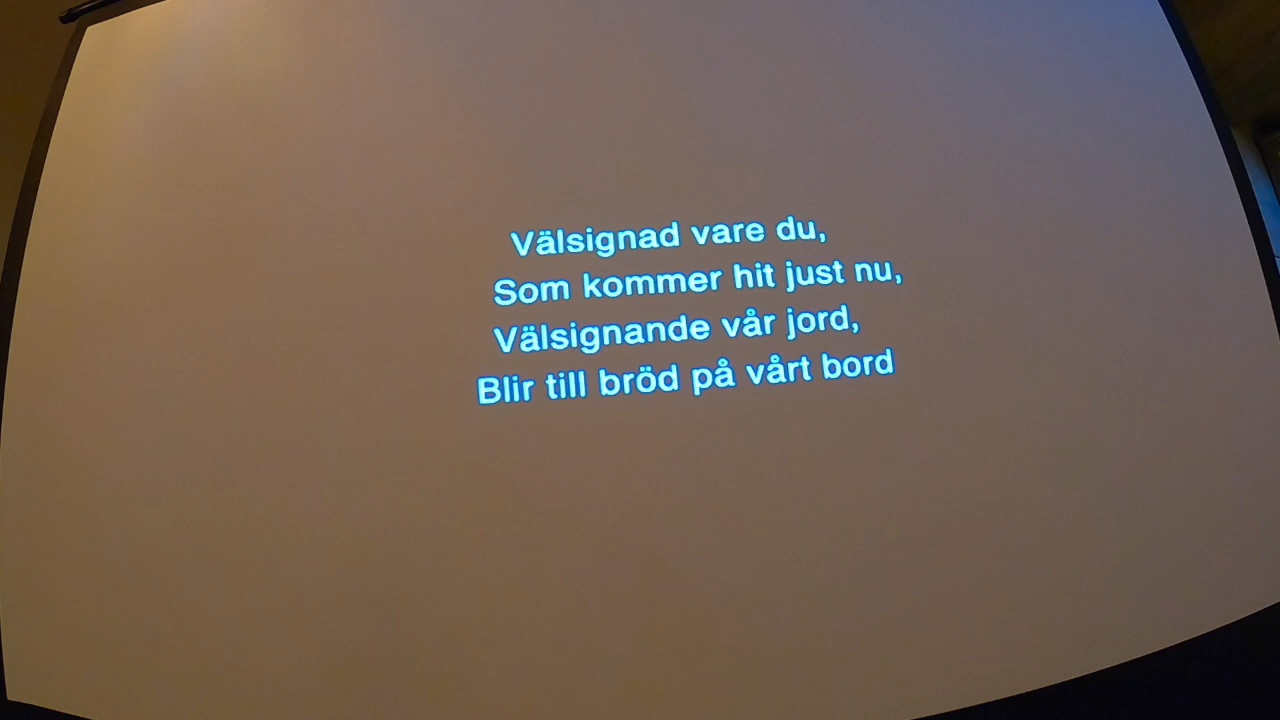 Välsignad vare du,
Som kommer hit just nu,
Välsignande vår jord,
Blir till bröd på vårt bord